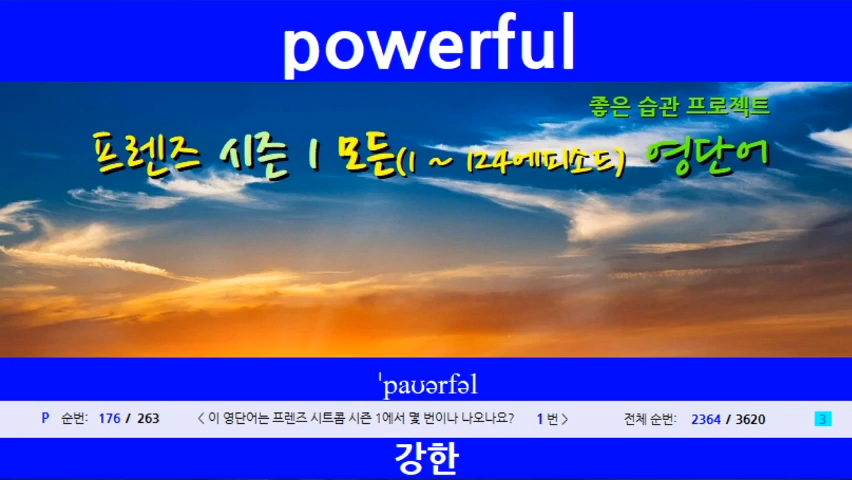 powerful
좋은 습관 프로젝트
프렌즈 시즌 1 모든(1 ~ 124에피소드) 영단어
ˈpaʊərfəl
P 순번: 176 / 263 < 이 영단어는 프렌즈 시트콤 시즌 1에서 몇 번이나 나오나요? 1 번 > 전체 순번: 2364 / 3620 3
강한